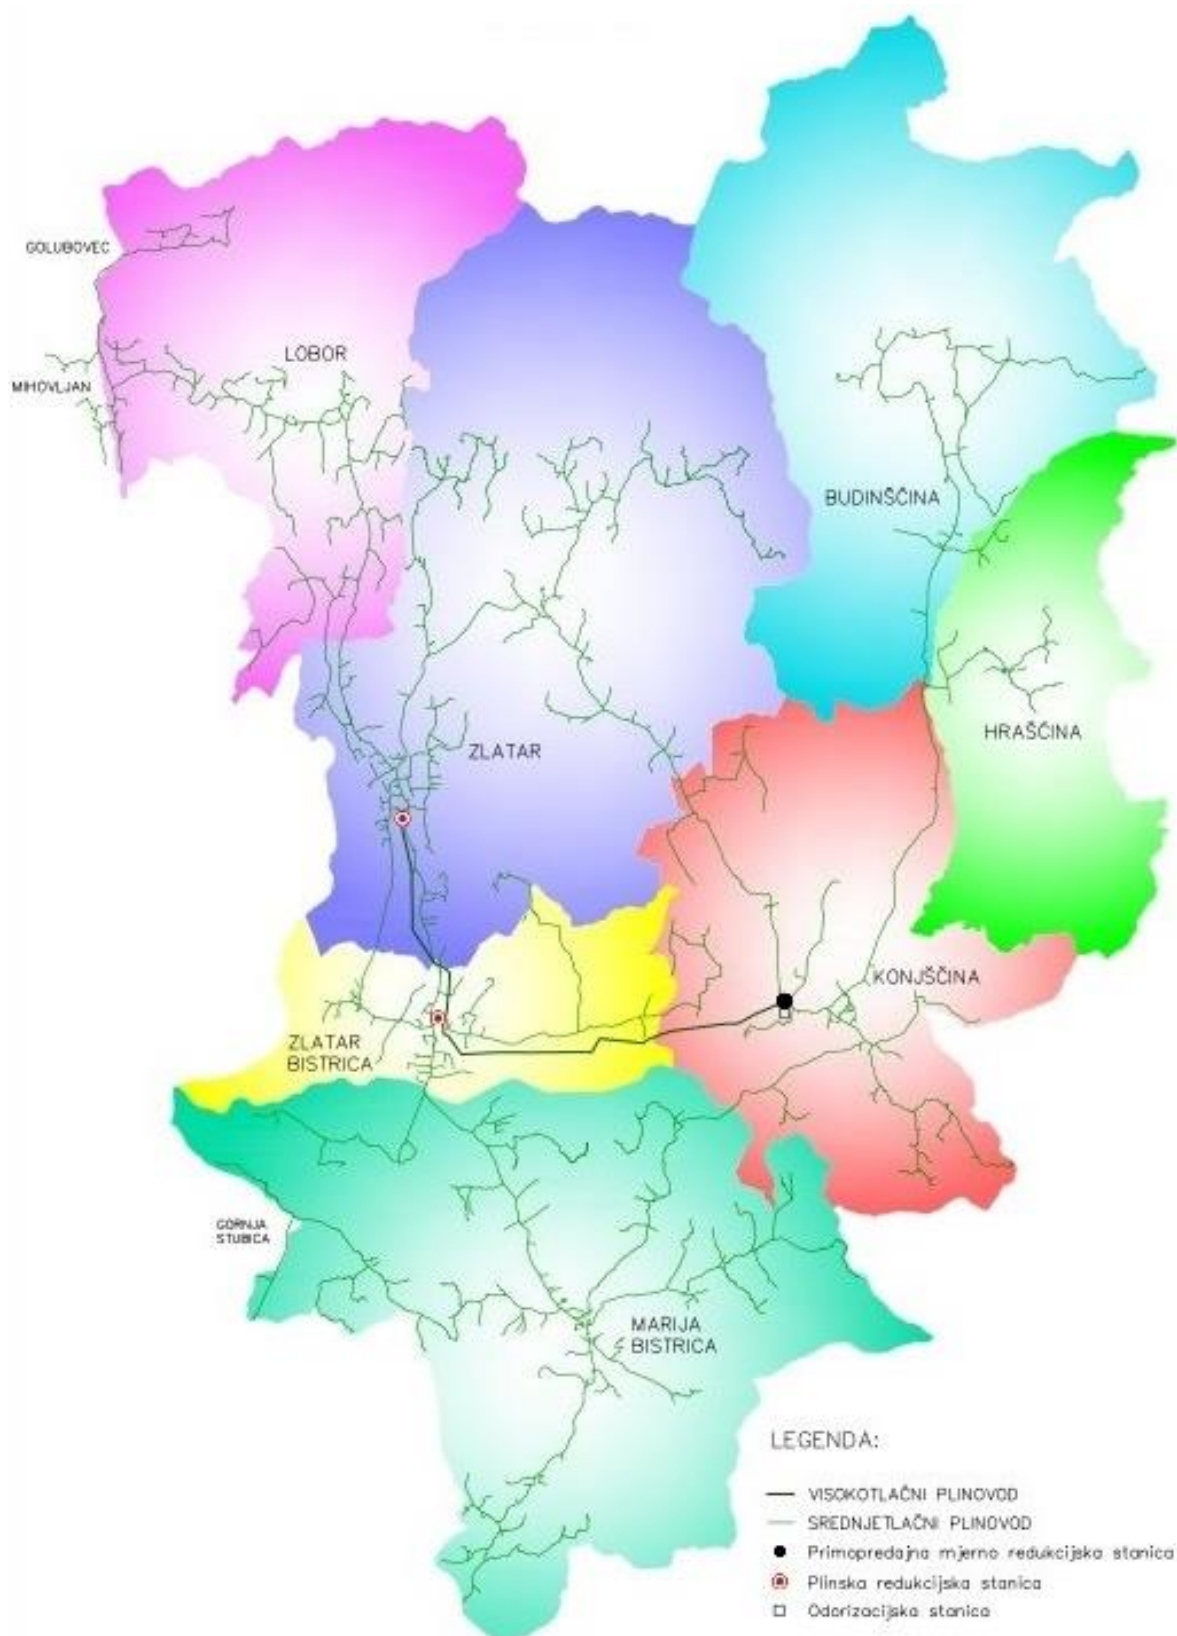 GOLUBOVEC
LOBOR
MIHOVLJAN
BUDINŠČINA
HRAŠČINA
ZLATAR
KONJŠČINA
ZLATAR
BISTRICA
GORNJA
STUBICA
MARIJA
BISTRICA
LEGENDA:
VISOKOTLAČNI PLINOVOD
SREDNJETLAČNI PLINOVOD
Primopredajna mjerno redukcijska stanica
Plinska redukcijska stanica
Odorizacijska stanica